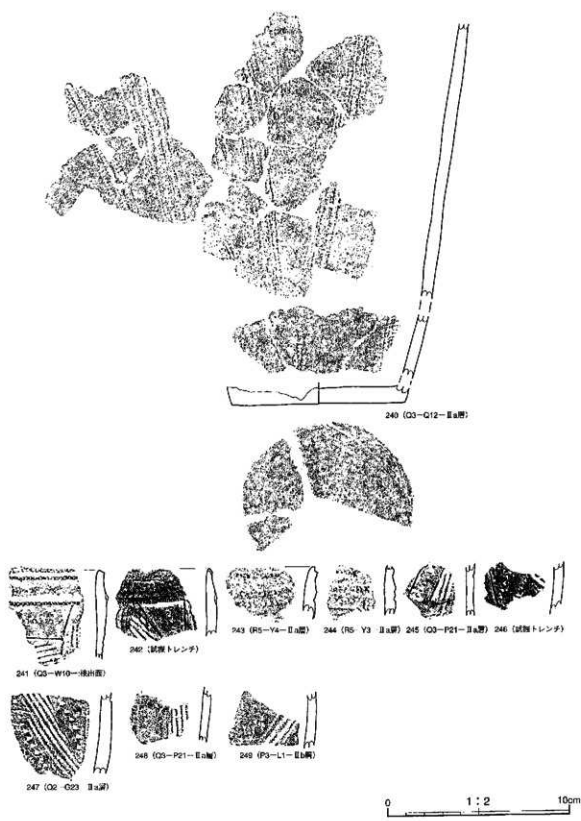 240（Q3－Q12－Ⅱa層）
241（Q3－W10－検出面）
242（試掘トレンチ）
243（R5－Y4－Ⅱa層）
244（R5－Y3－Ⅱa層）
245（Q3－P21－Ⅱa層）
246（試掘トレンチ）
247（Q2－G23－Ⅱa層）
248（Q3－P21－Ⅱa層）
249（P3－L1－Ⅱb層）
0 1：2 10cm